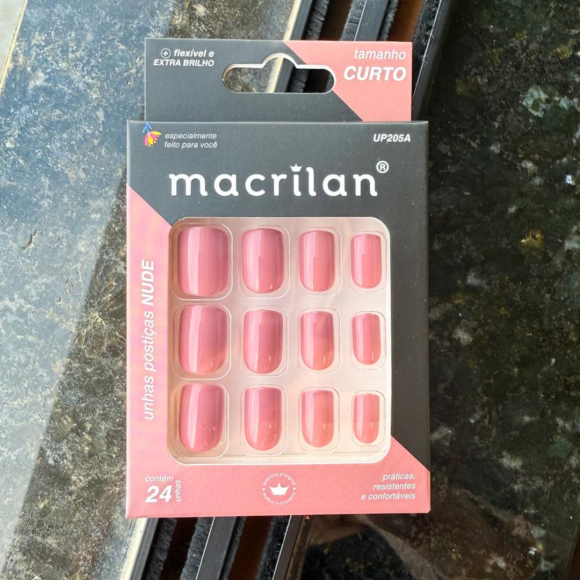 + flexível e
EXTRA BRILHO
tamanho
CURTO
especialmente
feito para você
UP205A
macrilan®
unhas postiças NUDE
contém
24
unhas
práticas,
resistentes
e confortáveis